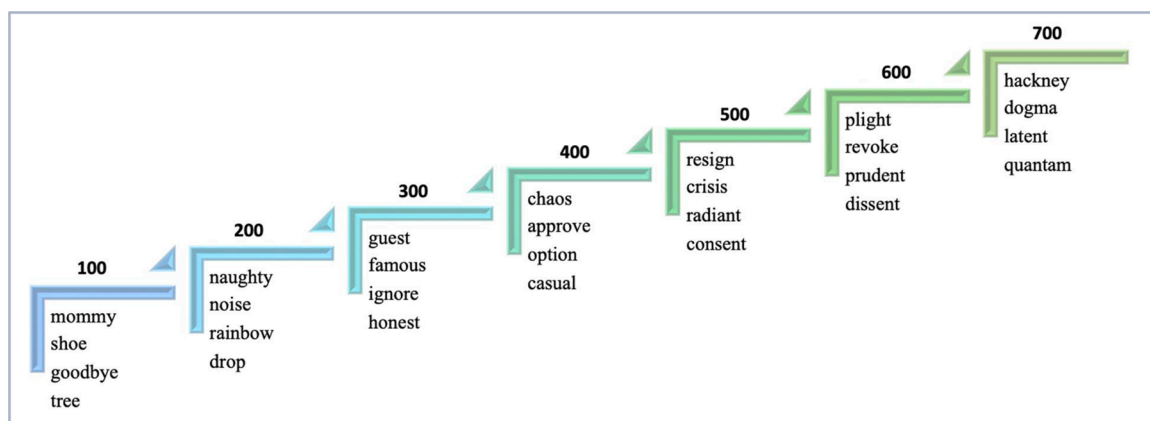 100
mommy
shoe
goodbye
tree
200
naughty
noise
rainbow
drop
300
guest
famous
ignore
honest
400
chaos
approve
option
casual
500
resign
crisis
radiant
consent
600
plight
revoke
prudent
dissent
700
hackney
dogma
latent
quantam